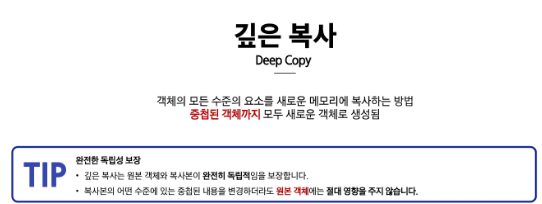 깊은 복사
Deep Copy
객체의 모든 수준의 요소를 새로운 메모리에 복사하는 방법
중첩된 객체까지 모두 새로운 객체로 생성됨
TIP
완전한 독립성 보장
• 깊은 복사는 원본 객체와 복사본이 완전히 독립적임을 보장합니다.
• 복사본의 어떤 수준에 있는 중첩된 내용을 변경하더라도 원본 객체에는 절대 영향을 주지 않습니다.